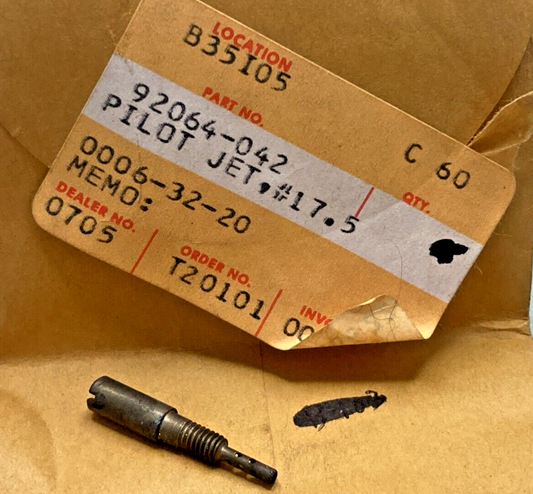 LOCATION
B35I05
PART NO.
92064-042 C 60
PILOT JET,#17.5 QTY.
0006-32-20
MEMO:
DEALER NO. ORDER NO.
0705 T20101 00